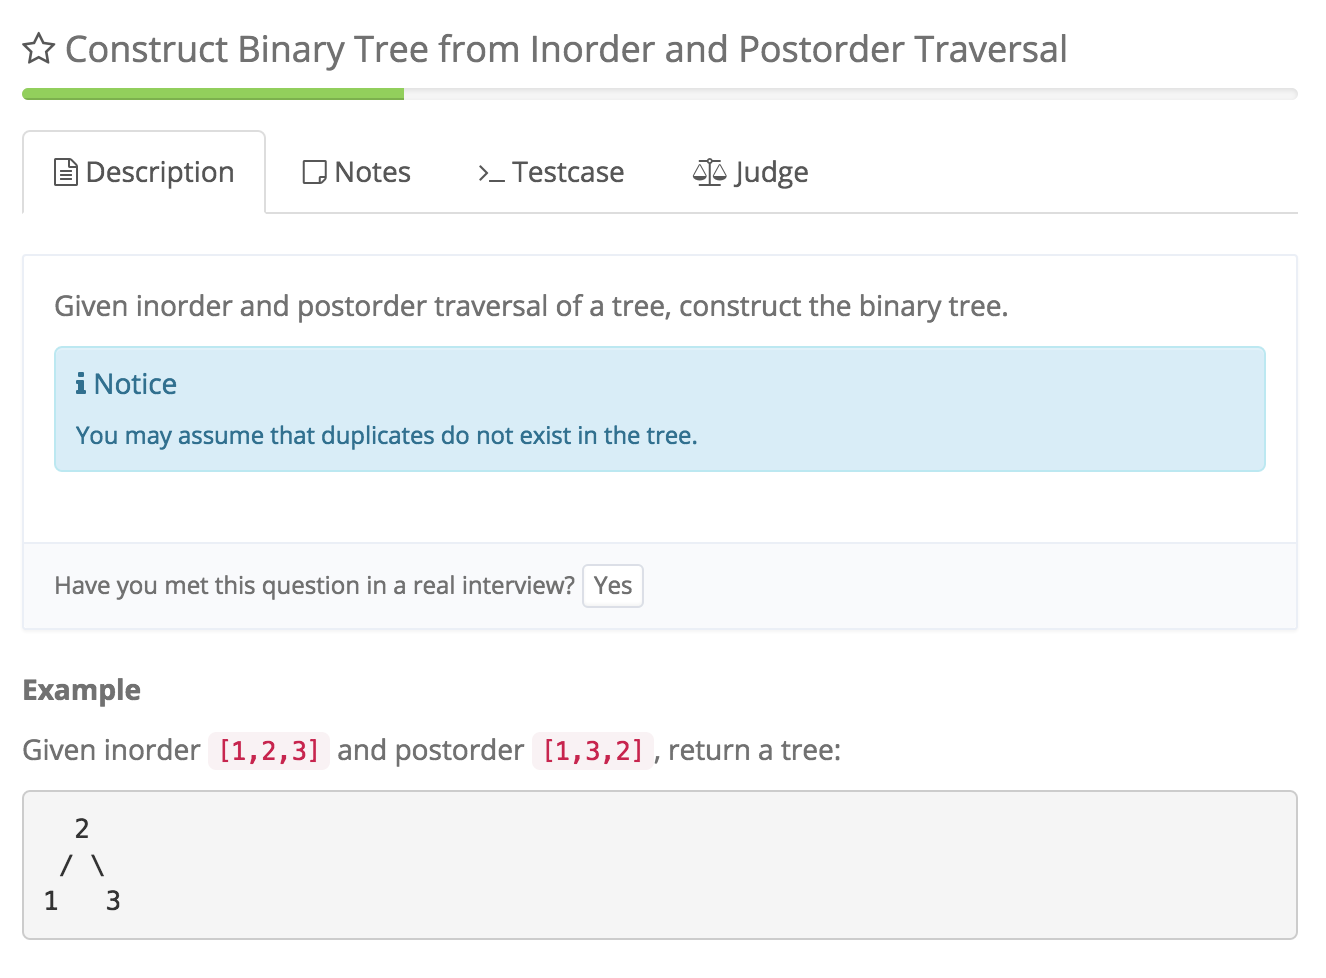 Construct Binary Tree from Inorder and Postorder Traversal
Description Notes >_ Testcase Judge
Given inorder and postorder traversal of a tree, construct the binary tree.
Notice
You may assume that duplicates do not exist in the tree.
Have you met this question in a real interview? Yes
Example
Given inorder [1,2,3] and postorder [1,3,2], return a tree:
  2
 / \
1   3